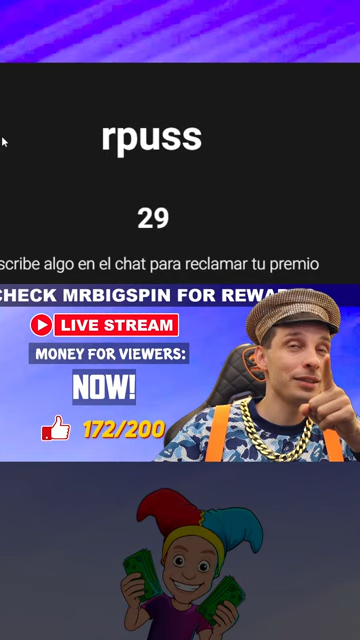 rpuss
29
scribe algo en el chat para reclamar tu premio
CHECK MRBIGSPIN FOR REWA
LIVE STREAM
MONEY FOR VIEWERS:
NOW!
172/200